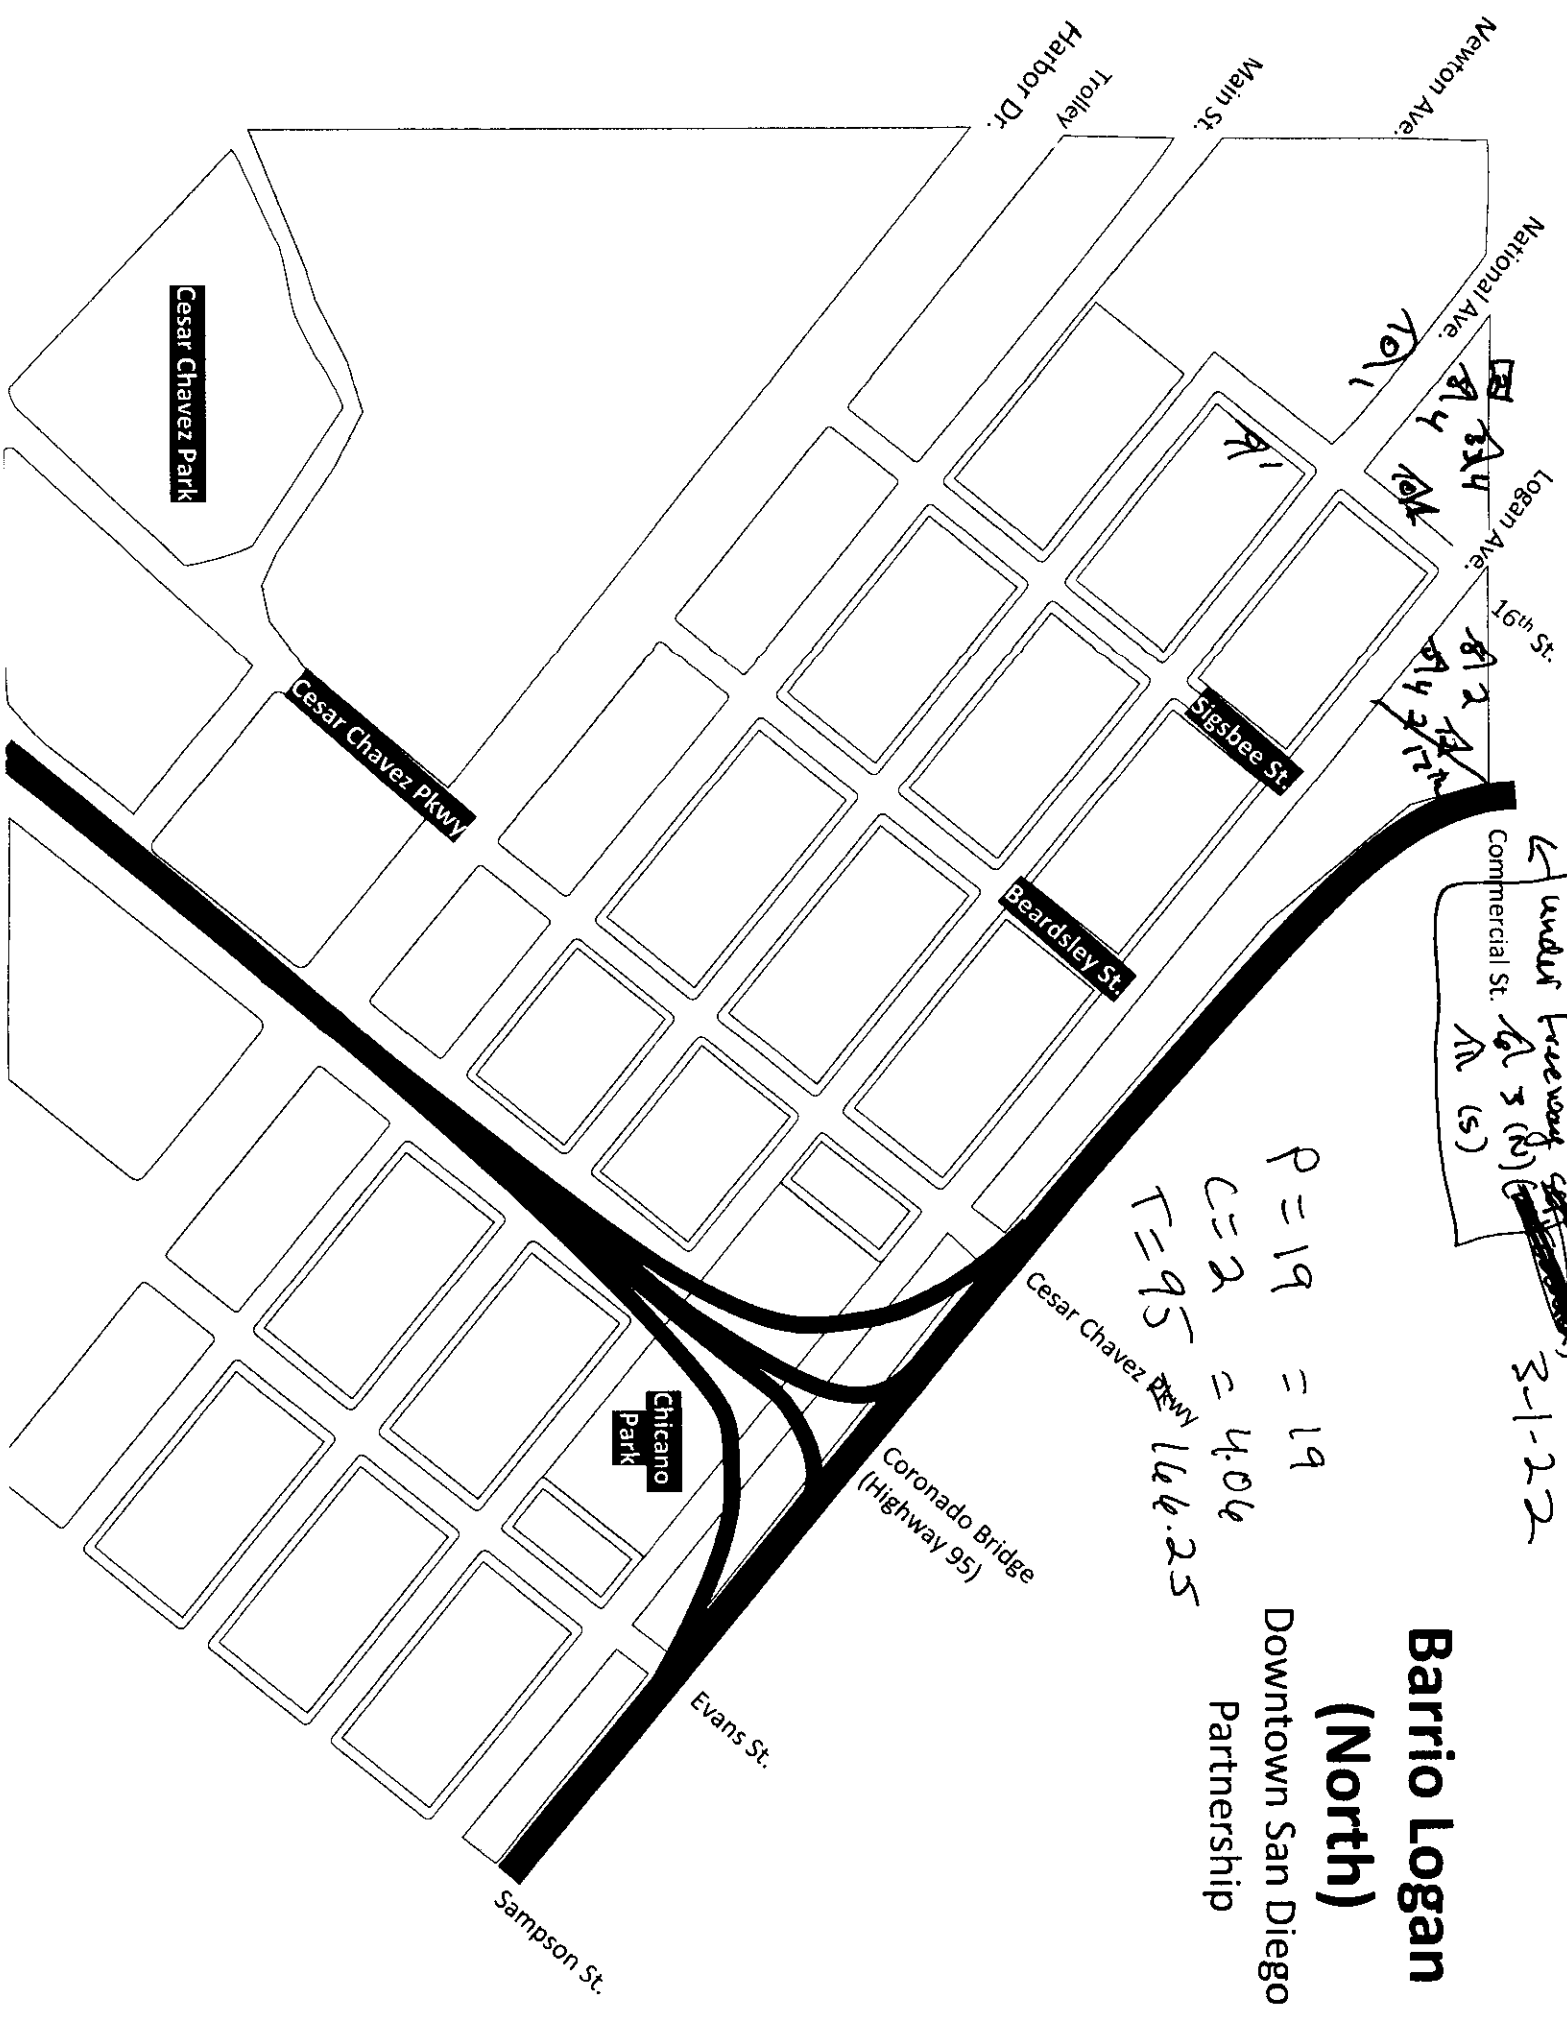 Barrio Logan
(North)
Downtown San Diego
Partnership
3-1-22
under freeway
3 (N)
(S)
P = 19 = 19
C = 2 = 4.06
T = 95 166.25
Newton Ave.
National Ave.
Logan Ave.
16th St.
Commercial St.
Main St.
Trolley
Harbor Dr.
17th
Sigsbee St.
Beardsley St.
Cesar Chavez Pkwy
Cesar Chavez Park
Cesar Chavez Pkwy
Coronado Bridge
(Highway 95)
Chicano
Park
Evans St.
Sampson St.